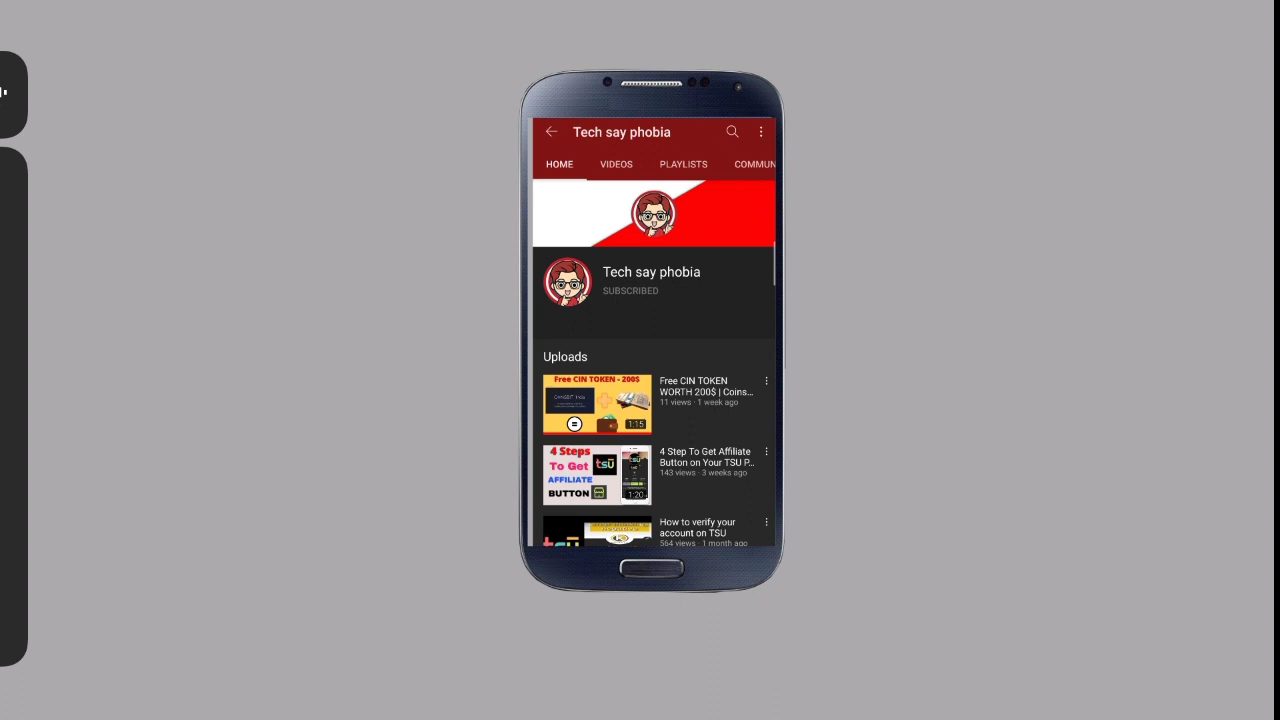 Tech say phobia
HOME VIDEOS PLAYLISTS COMMUN
Tech say phobia
SUBSCRIBED
Uploads
Free CIN TOKEN - 200$
1:15
Free CIN TOKEN
WORTH 200$ | Coins...
11 views · 1 week ago
4 Steps
To Get tsū
AFFILIATE
BUTTON
1:20
4 Step To Get Affiliate
Button on Your TSU P...
143 views · 3 weeks ago
tsū
How to verify your
account on TSU
564 views · 1 month ago